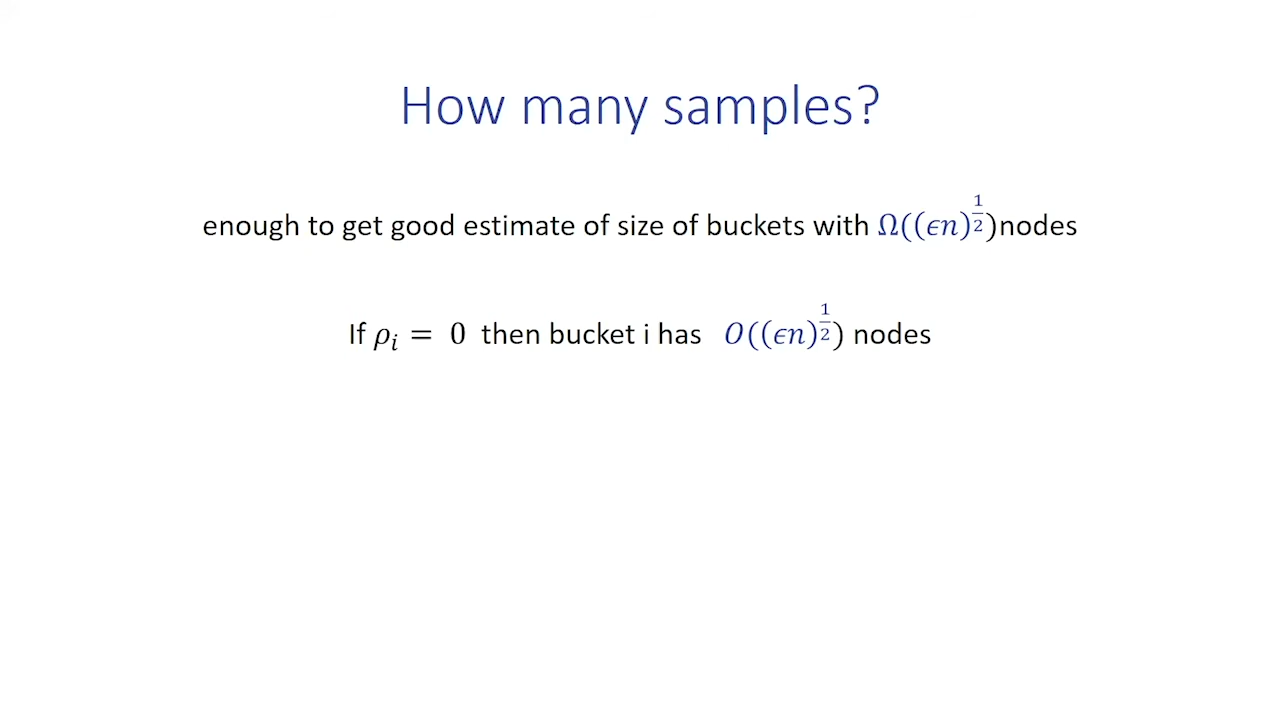 How many samples?
enough to get good estimate of size of buckets with Ω((ϵn)^{1/2})nodes
If ρ_i = 0 then bucket i has O((ϵn)^{1/2}) nodes